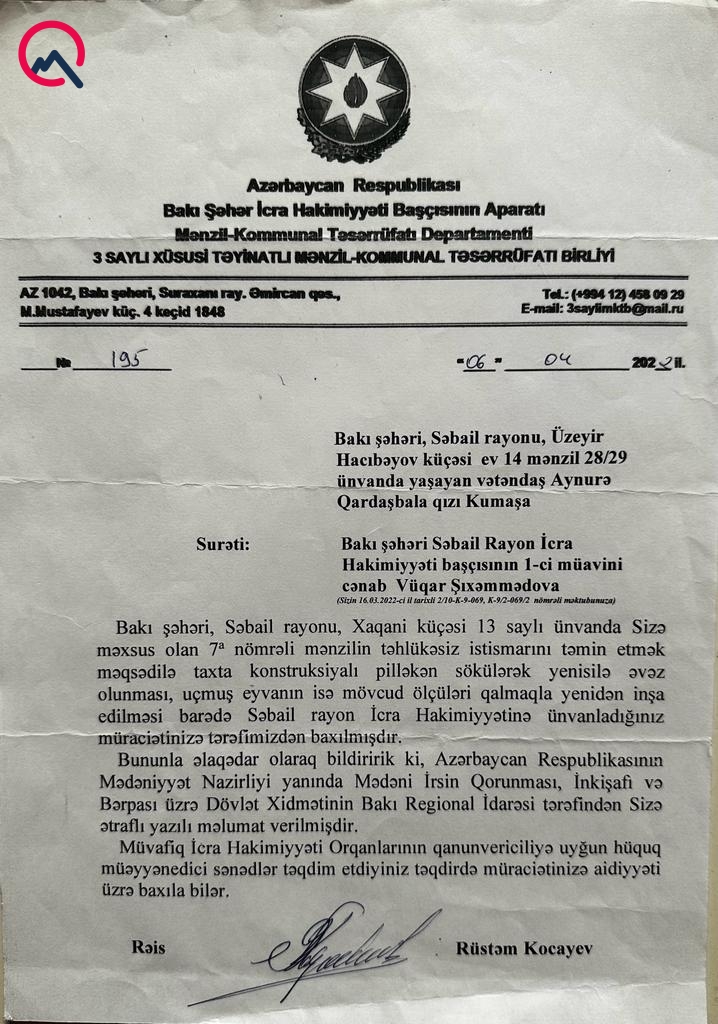 Azərbaycan Respublikası
Bakı Şəhər İcra Hakimiyyəti Başçısının Aparatı
Mənzil-Kommunal Təsərrüfatı Departamenti
3 SAYLI XÜSUSİ TƏYİNATLI MƏNZİL-KOMMUNAL TƏSƏRRÜFATI BİRLİYİ
AZ 1042, Bakı şəhəri, Suraxanı ray. Əmircan qəs.,
M.Mustafayev küç. 4 keçid 1848
Tel.: (+994 12) 458 09 29
E-mail: 3saylimktb@mail.ru
№ 195
"06" 04 2022 il.
Bakı şəhəri, Səbail rayonu, Üzeyir
Hacıbəyov küçəsi ev 14 mənzil 28/29
ünvanda yaşayan vətəndaş Aynurə
Qardaşbala qızı Kumaşa
Surəti: Bakı şəhəri Səbail Rayon İcra
Hakimiyyəti başçısının 1-ci müavini
cənab Vüqar Şıxəmmədova
(Sizin 16.03.2022-ci il tarixli 2/10-K-9-069, K-9/2-069/2 nömrəli məktubunuza)
Bakı şəhəri, Səbail rayonu, Xaqani küçəsi 13 saylı ünvanda Sizə
məxsus olan 7ª nömrəli mənzilin təhlükəsiz istismarını təmin etmək
məqsədilə taxta konstruksiyalı pilləkən sökülərək yenisilə əvəz
olunması, uçmuş eyvanın isə mövcud ölçüləri qalmaqla yenidən inşa
edilməsi barədə Səbail rayon İcra Hakimiyyətinə ünvanladığınız
müraciətinizə tərəfimizdən baxılmışdır.
Bununla əlaqədar olaraq bildiririk ki, Azərbaycan Respublikasının
Mədəniyyət Nazirliyi yanında Mədəni İrsin Qorunması, İnkişafı və
Bərpası üzrə Dövlət Xidmətinin Bakı Regional İdarəsi tərəfindən Sizə
ətraflı yazılı məlumat verilmişdir.
Müvafiq İcra Hakimiyyəti Orqanlarının qanunvericiliyə uyğun hüquq
müəyyənedici sənədlər təqdim etdiyiniz təqdirdə müraciətinizə aidiyyəti
üzrə baxıla bilər.
Rəis Rüstəm Kocayev